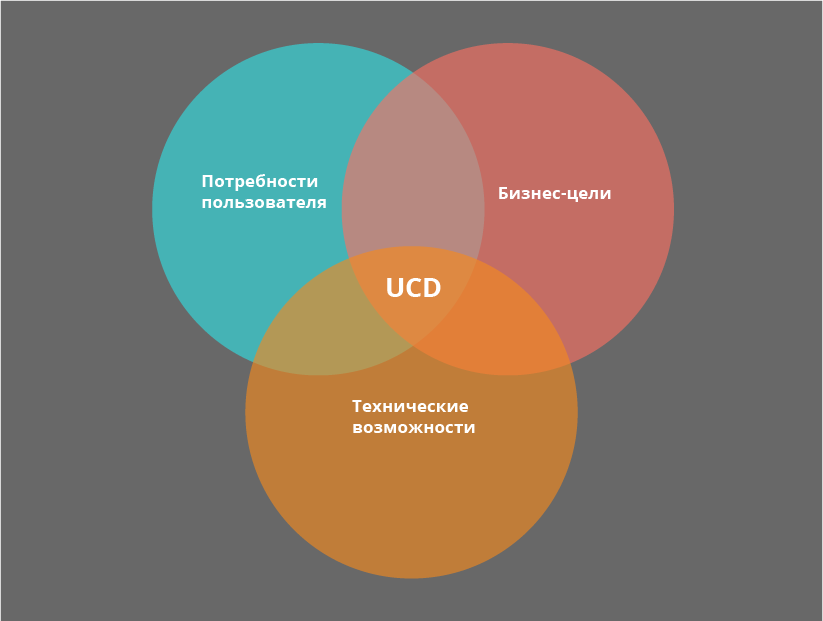 Потребности
пользователя
Бизнес-цели
UCD
Технические
возможности